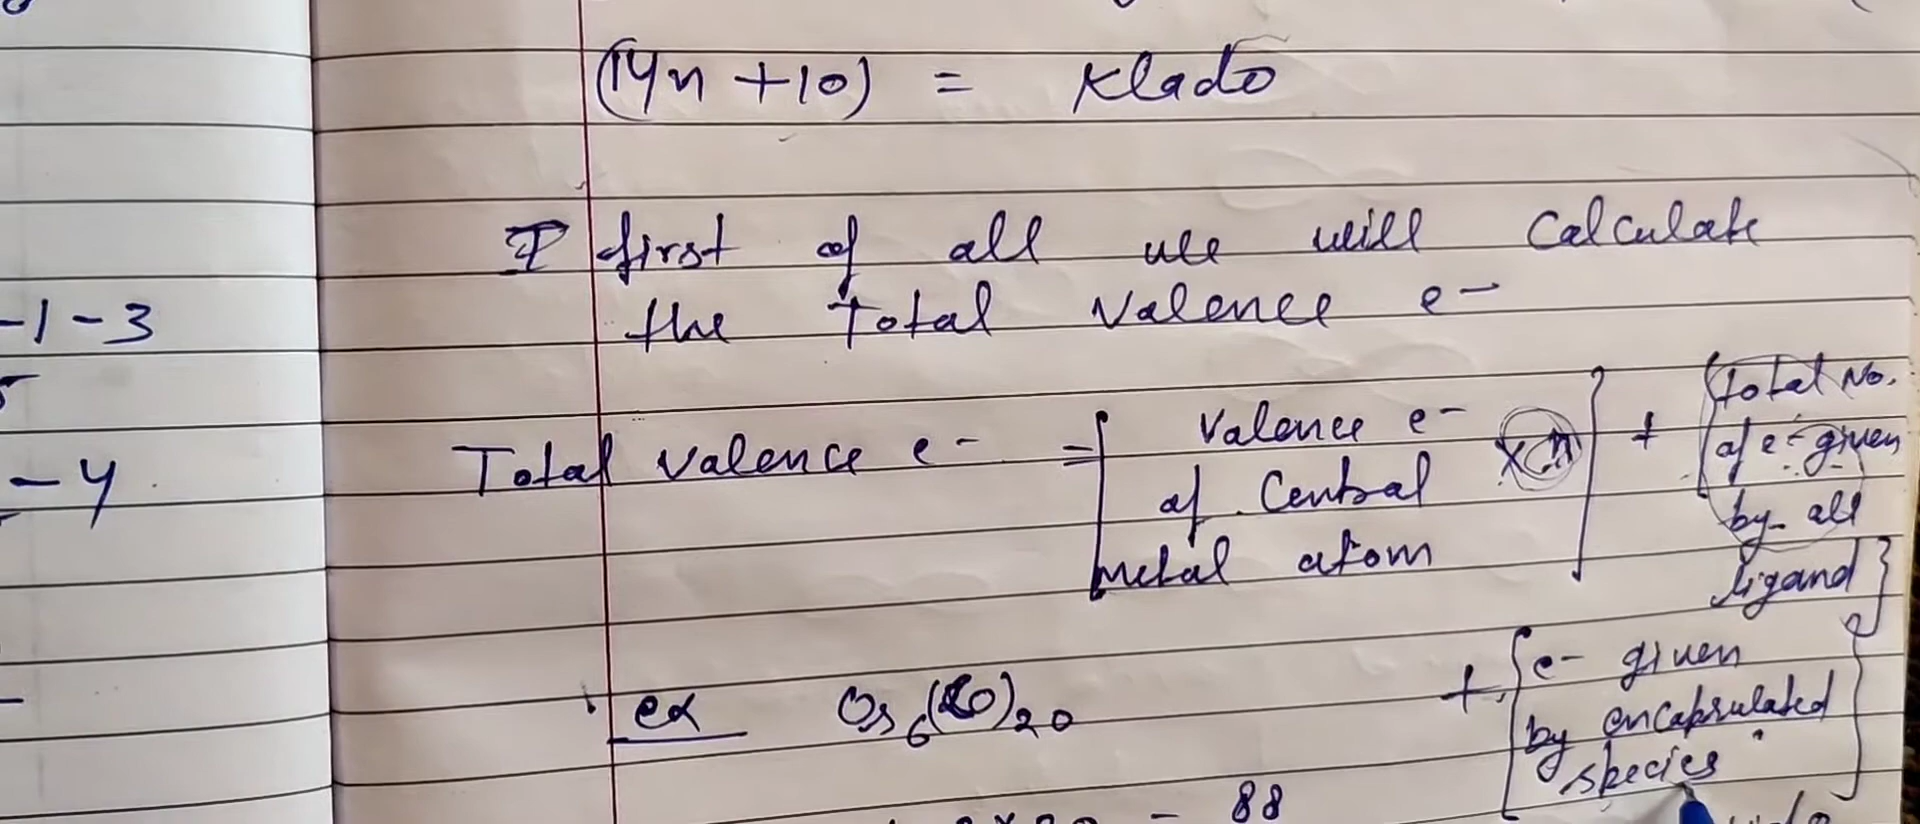 (14n + 10) = Klado
I first of all we will Calculate
the Total Valence e-
Total valence e- = [Valence e- of Central metal atom × n] + [total No. of e- given by all ligand]
+ [e- given by encapsulated species]
ex Os6(CO)20
= 88
-1-3
-4